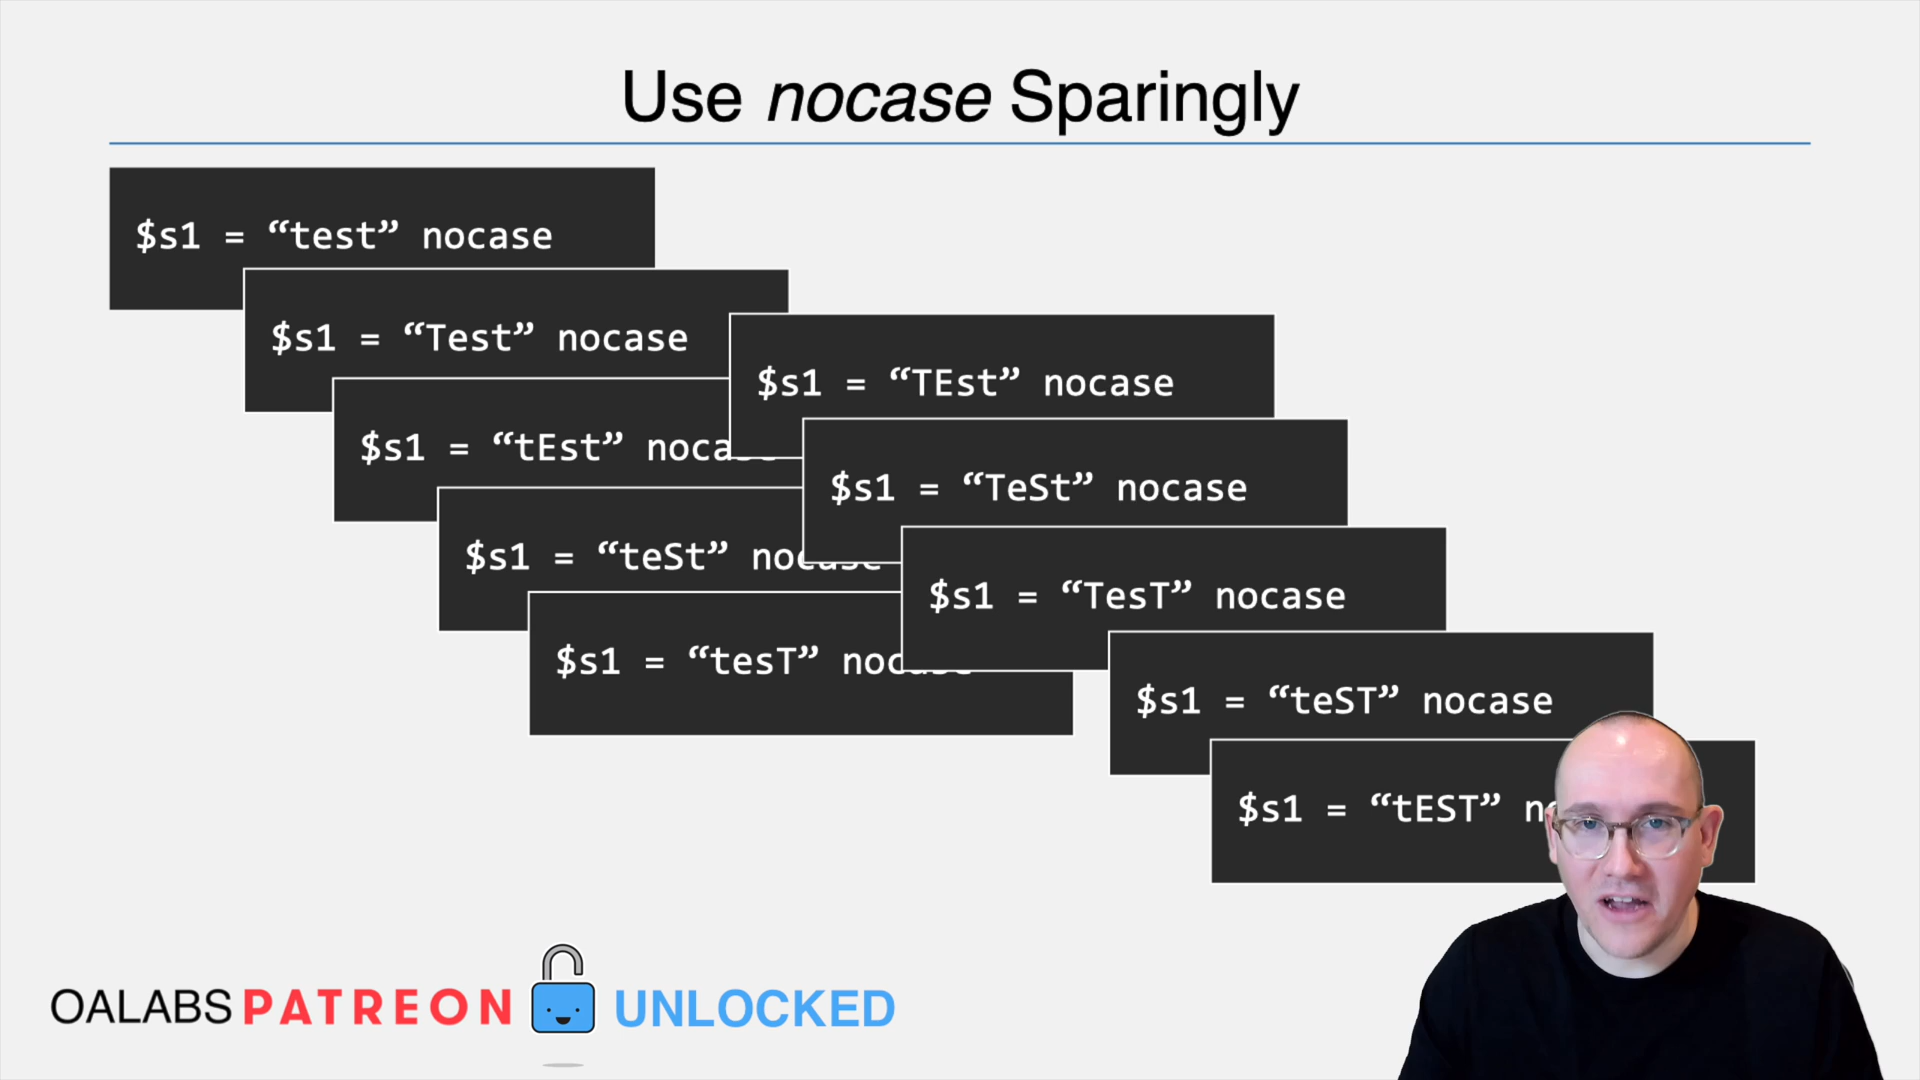 Use nocase Sparingly
$s1 = “test” nocase
$s1 = “Test” nocase
$s1 = “tEst”
$s1 = “teSt”
$s1 = “tesT”
$s1 = “TEst” nocase
$s1 = “TeSt” nocase
$s1 = “TesT” nocase
$s1 = “teST” nocase
$s1 = “tEST”
OALABS PATREON UNLOCKED